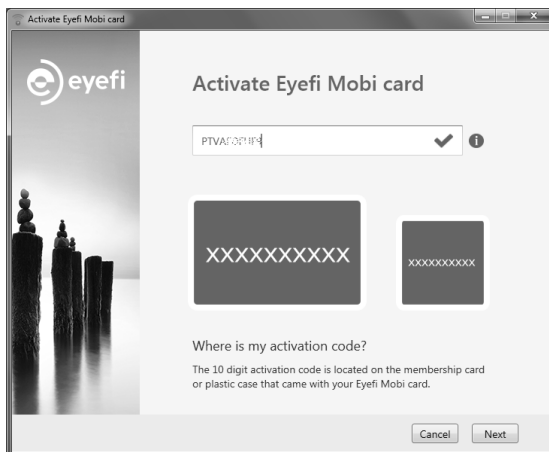 Activate Eyefi Mobi card
eyefi
Activate Eyefi Mobi card
XXXXXXXXXX
XXXXXXXXXX
Where is my activation code?
The 10 digit activation code is located on the membership card
or plastic case that came with your Eyefi Mobi card.
Cancel Next